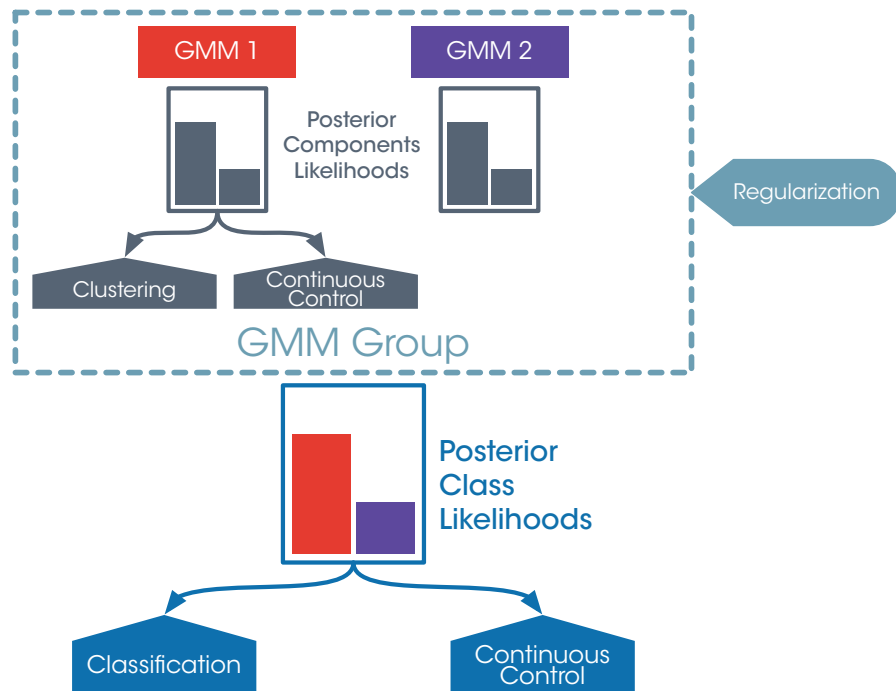 GMM 1
GMM 2
Posterior
Components
Likelihoods
Regularization
Clustering
Continuous
Control
GMM Group
Posterior
Class
Likelihoods
Classification
Continuous
Control